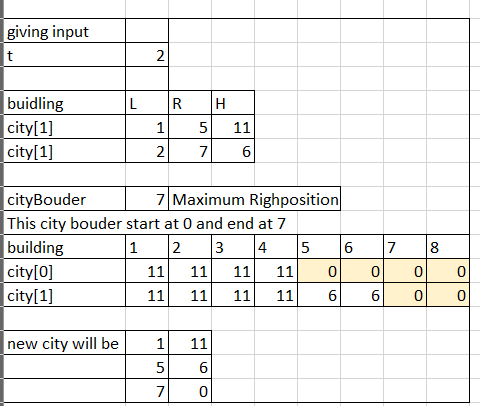 giving input
t 2
buidling L R H
city[1] 1 5 11
city[1] 2 7 6
cityBouder 7 Maximum Righposition
This city bouder start at 0 and end at 7
building 1 2 3 4 5 6 7 8
city[0] 11 11 11 11 0 0 0 0
city[1] 11 11 11 11 6 6 0 0
new city will be 1 11
5 6
7 0